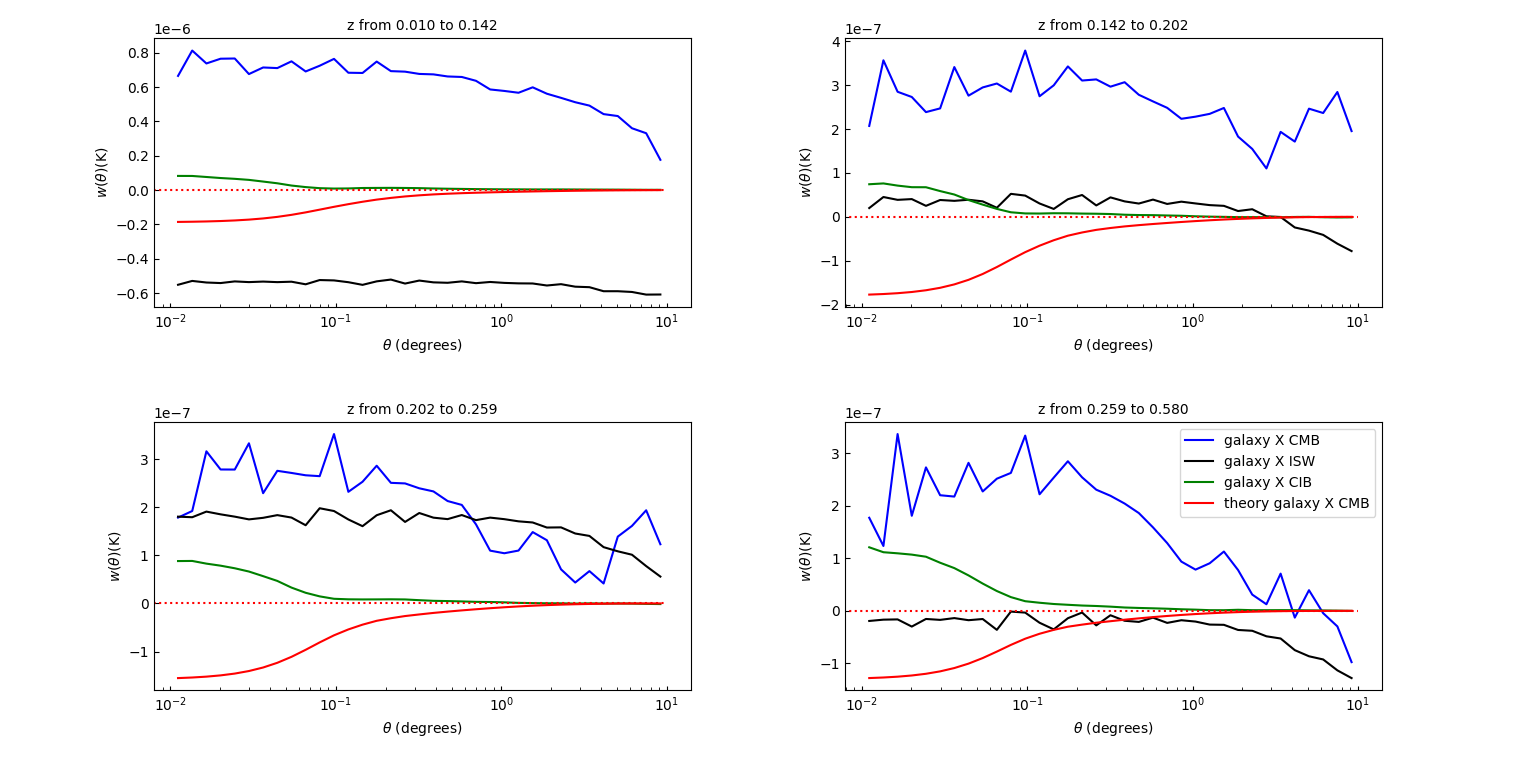 z from 0.010 to 0.142
1e−6
0.8
0.6
0.4
0.2
0.0
−0.2
−0.4
−0.6
w(θ)(K)
10⁻² 10⁻¹ 10⁰ 10¹
θ (degrees)
z from 0.142 to 0.202
1e−7
4
3
2
1
0
−1
−2
w(θ)(K)
10⁻² 10⁻¹ 10⁰ 10¹
θ (degrees)
z from 0.202 to 0.259
1e−7
3
2
1
0
−1
w(θ)(K)
10⁻² 10⁻¹ 10⁰ 10¹
θ (degrees)
z from 0.259 to 0.580
1e−7
3
2
1
0
−1
w(θ)(K)
galaxy X CMB
galaxy X ISW
galaxy X CIB
theory galaxy X CMB
10⁻² 10⁻¹ 10⁰ 10¹
θ (degrees)